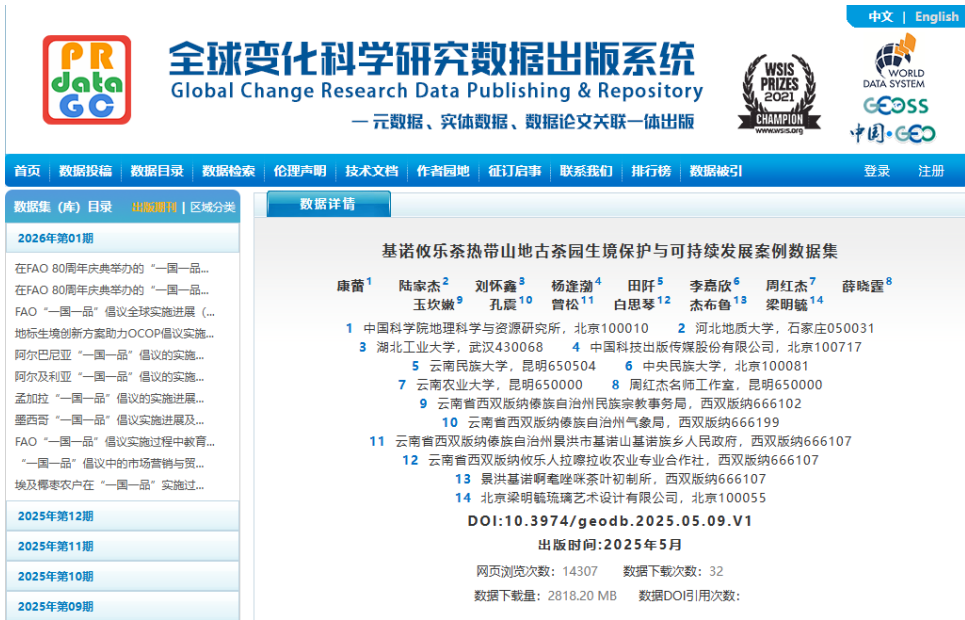 中文 | English
PR
data
GC
全球变化科学研究数据出版系统
Global Change Research Data Publishing & Repository
— 元数据、实体数据、数据论文关联一体出版
WSIS
PRIZES
2021
CHAMPION
www.wsis.org
WORLD
DATA SYSTEM
GEOSS
中国·GEO
首页 数据投稿 数据目录 数据检索 伦理声明 技术文档 作者园地 征订启事 联系我们 排行榜 数据被引 登录 注册
数据集（库）目录 出版期刊 | 区域分类
2026年第01期
在FAO 80周年庆典举办的“一国一品...
在FAO 80周年庆典举办的“一国一品...
FAO“一国一品”倡议全球实施进展（...
地标生境创新方案助力OCOP倡议实施...
阿尔巴尼亚“一国一品”倡议的实施...
阿尔及利亚“一国一品”倡议的实施...
孟加拉“一国一品”倡议的实施进展...
墨西哥“一国一品”倡议实施进展及...
FAO“一国一品”倡议实施过程中教育...
“一国一品”倡议中的市场营销与贸...
埃及椰枣农户在“一国一品”实施过...
2025年第12期
2025年第11期
2025年第10期
2025年第09期
数据详情
基诺攸乐茶热带山地古茶园生境保护与可持续发展案例数据集
康蕾1 陆家杰2 刘怀鑫3 杨逢渤4 田阡5 李嘉欣6 周红杰7 薛晓霆8
玉坎嫩9 孔震10 曾松11 白思琴12 杰布鲁13 梁明毓14
1 中国科学院地理科学与资源研究所，北京100010 2 河北地质大学，石家庄050031
3 湖北工业大学，武汉430068 4 中国科技出版传媒股份有限公司，北京100717
5 云南民族大学，昆明650504 6 中央民族大学，北京100081
7 云南农业大学，昆明650000 8 周红杰名师工作室，昆明650000
9 云南省西双版纳傣族自治州民族宗教事务局，西双版纳666102
10 云南省西双版纳傣族自治州气象局，西双版纳666199
11 云南省西双版纳傣族自治州景洪市基诺山基诺族乡人民政府，西双版纳666107
12 云南省西双版纳攸乐人拉嚓拉收农业专业合作社，西双版纳666107
13 景洪基诺啊耄娌咪茶叶初制所，西双版纳666107
14 北京梁明毓琉璃艺术设计有限公司，北京100055
DOI:10.3974/geodb.2025.05.09.V1
出版时间:2025年5月
网页浏览次数：14307 数据下载次数：32
数据下载量：2818.20 MB 数据DOI引用次数：